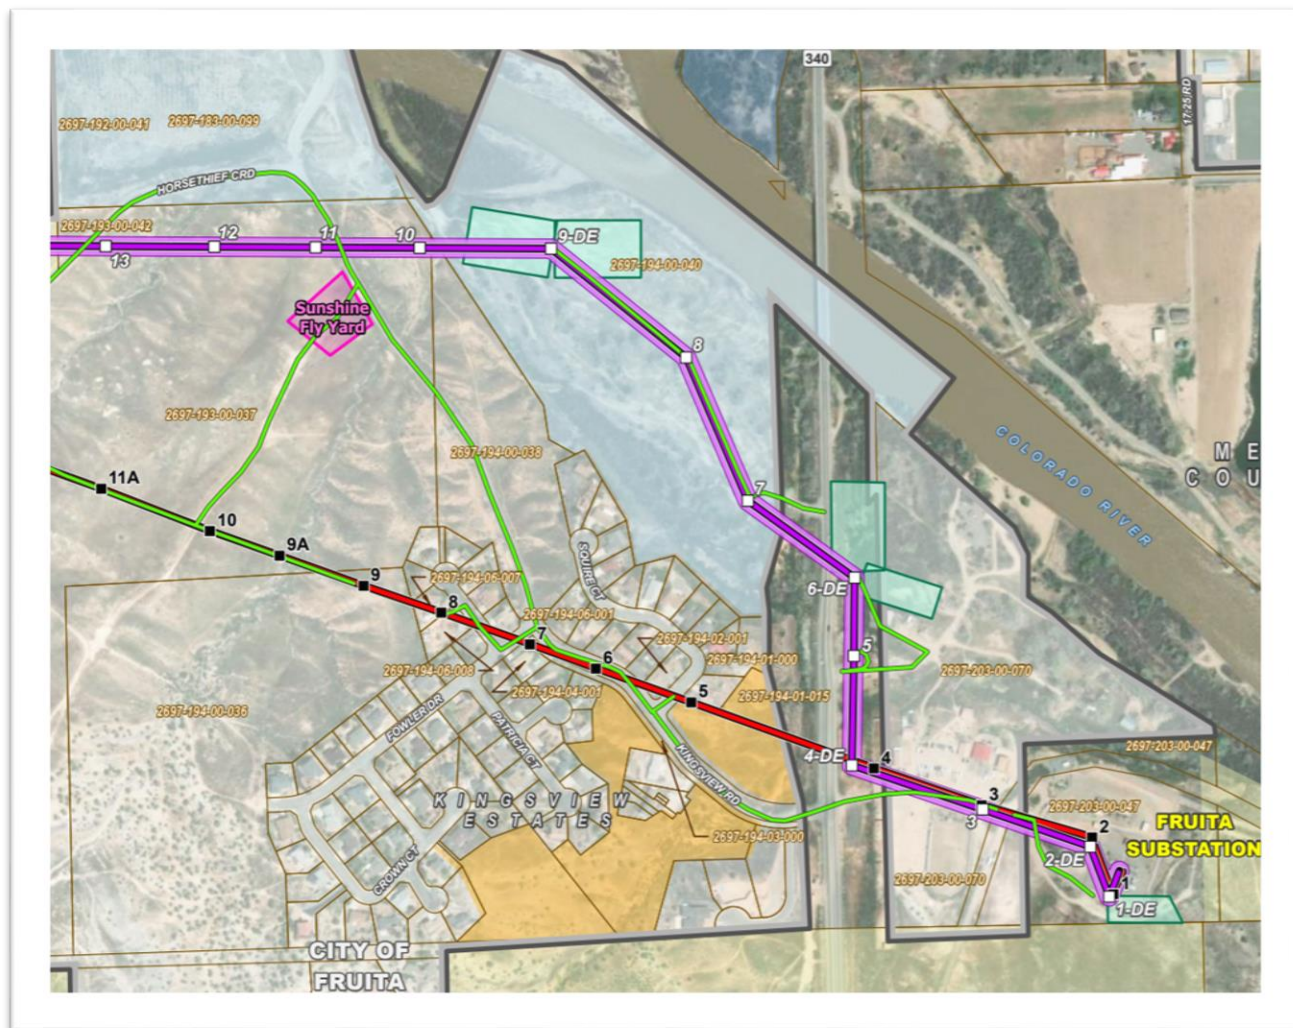 340
17.25 RD
2697-192-00-041
2697-183-00-099
HORSETHIEF CRD
2697-193-00-042
13
12
11
10
9-DE
2697-194-00-040
Sunshine
Fly Yard
8
2697-193-00-037
2697-194-00-038
COLORADO RIVER
M E
C O U
11A
10
9A
9
7
SQUIRE CT
2697-194-06-007
8
6-DE
2697-194-06-001
7
2697-194-02-001
5
2697-194-06-008
6
2697-194-01-000
2697-203-00-070
2697-194-04-001
5
2697-194-01-015
2697-194-00-036
FOWLER DR
PATRICIA CT
KINGSVIEW RD
4-DE
4
2697-203-00-047
KINGSVIEW
ESTATES
3
3
2697-203-00-047
2
FRUITA
SUBSTATION
2697-194-03-000
2-DE
CROWN CT
2697-203-00-070
1
1-DE
CITY OF
FRUITA